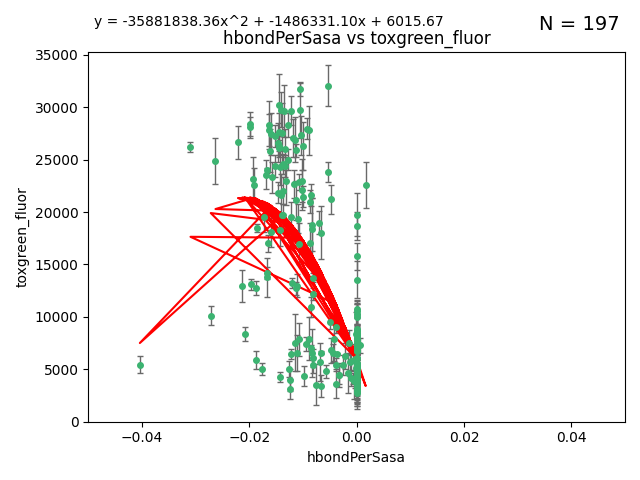 y = -35881838.36x^2 + -1486331.10x + 6015.67
N = 197
hbondPerSasa vs toxgreen_fluor
35000
30000
25000
20000
15000
10000
5000
0
toxgreen_fluor
−0.04
−0.02
0.00
0.02
0.04
hbondPerSasa